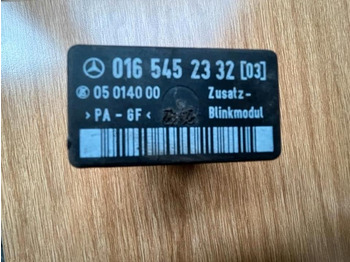 016 545 23 32 [03]
05 0140 00 Zusatz-
>PA-GF< Blinkmodul